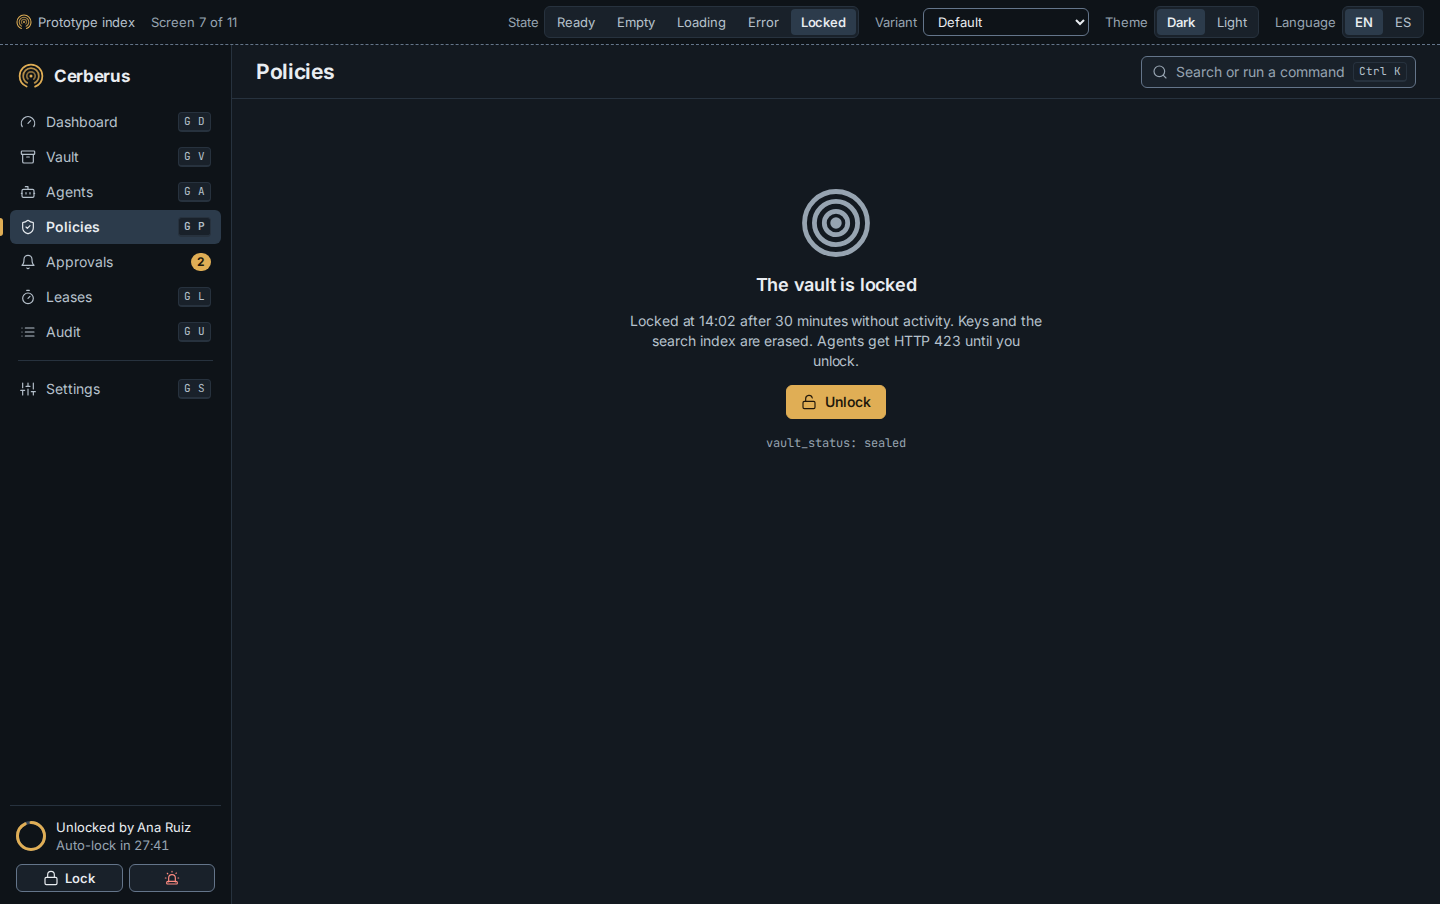 Prototype index
Screen 7 of 11
State
Ready
Empty
Loading
Error
Locked
Variant
Default
Theme
Dark
Light
Language
EN
ES
Cerberus
Dashboard G D
Vault G V
Agents G A
Policies G P
Approvals 2
Leases G L
Audit G U
Settings G S
Unlocked by Ana Ruiz
Auto-lock in 27:41
Lock
Policies
Search or run a command Ctrl K
The vault is locked
Locked at 14:02 after 30 minutes without activity. Keys and the
search index are erased. Agents get HTTP 423 until you
unlock.
Unlock
vault_status: sealed